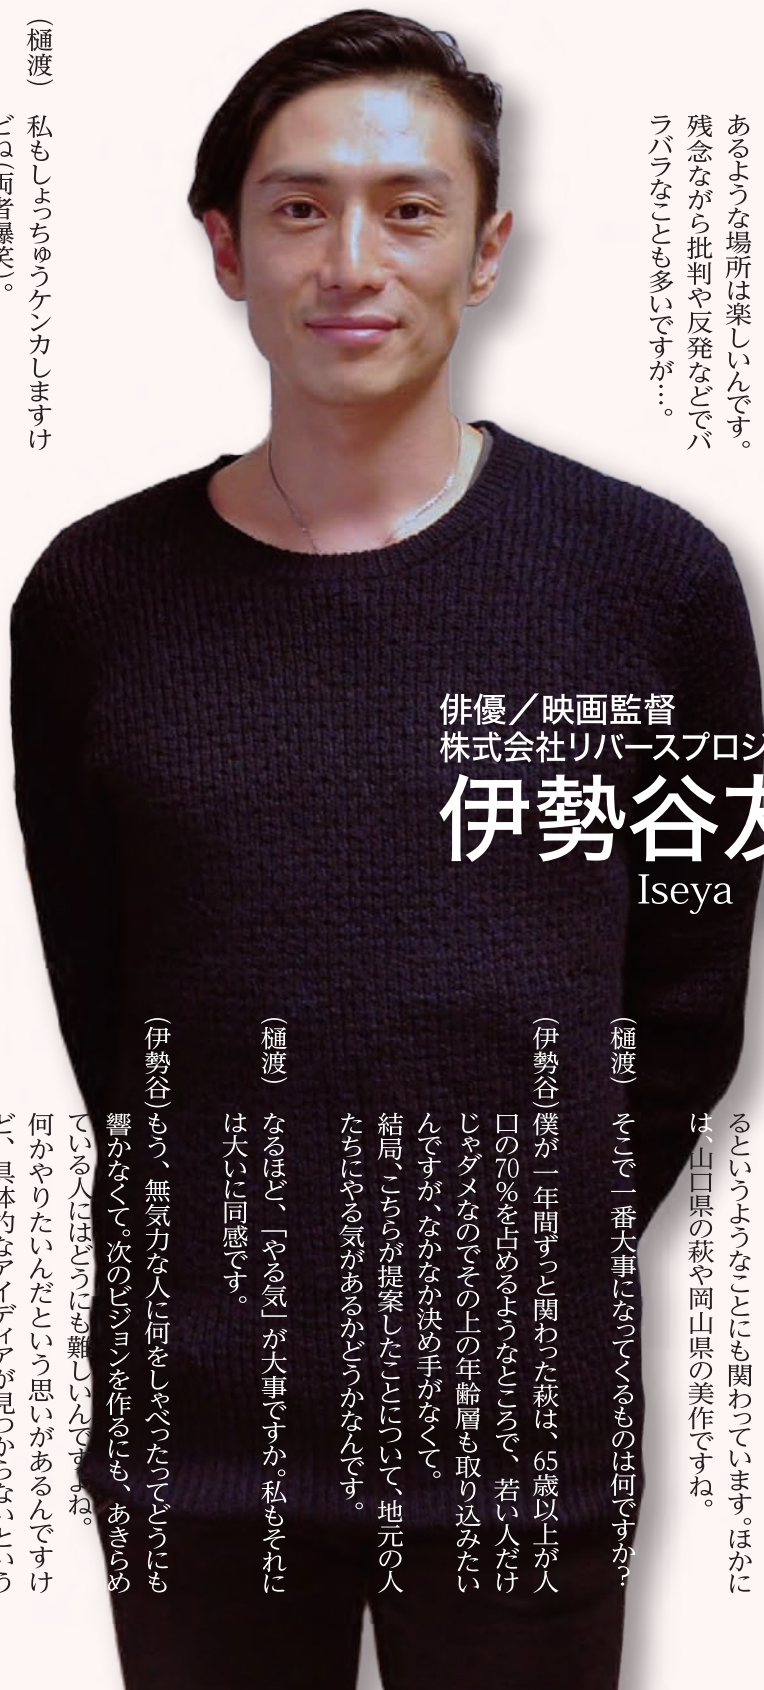 あるような場所は楽しいんです。
残念ながら批判や反発などでバ
ラバラなことも多いですが…。
（樋渡）　私もしょっちゅうケンカしますけ
どね（両者爆笑）。
俳優／映画監督
株式会社リバースプロジ
伊勢谷友
Iseya
るというようなことにも関わっています。ほかに
は、山口県の萩や岡山県の美作ですね。
（樋渡）　そこで一番大事になってくるものは何ですか？
（伊勢谷）僕が一年間ずっと関わった萩は、65歳以上が人
口の70％を占めるようなところで、若い人だけ
じゃダメなのでその上の年齢層も取り込みたい
んですが、なかなか決め手がなくて。
結局、こちらが提案したことについて、地元の人
たちにやる気があるかどうかなんです。
（樋渡）　なるほど、「やる気」が大事ですか。私もそれに
は大いに同感です。
（伊勢谷）もう、無気力な人に何をしゃべったってどうにも
響かなくて。次のビジョンを作るにも、あきらめ
ている人にはどうにも難しいんですよね。
何かやりたいんだという思いがあるんですけ
ど、具体的なアイディアが見つからないという